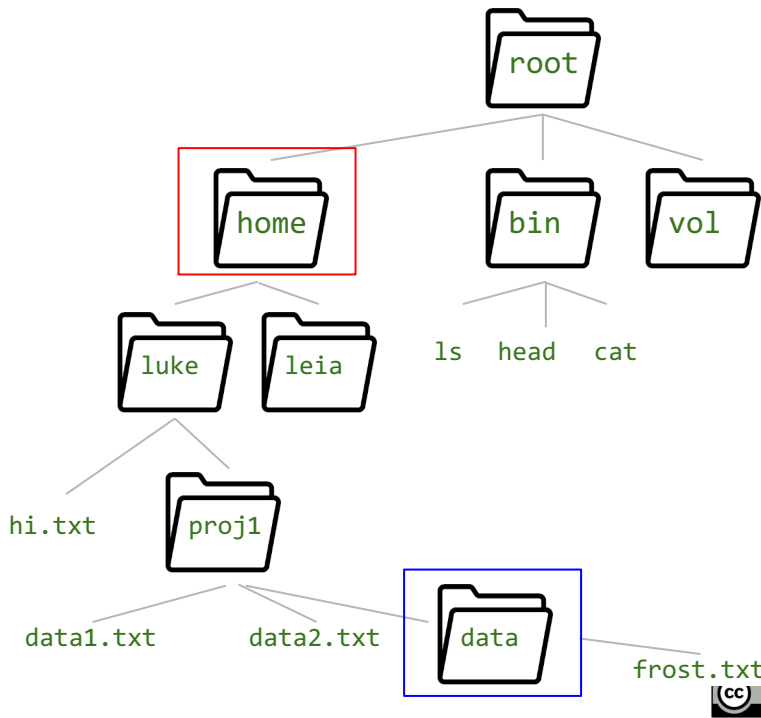 root
home
bin
vol
luke
leia
ls
head
cat
hi.txt
proj1
data1.txt
data2.txt
data
frost.txt
cc